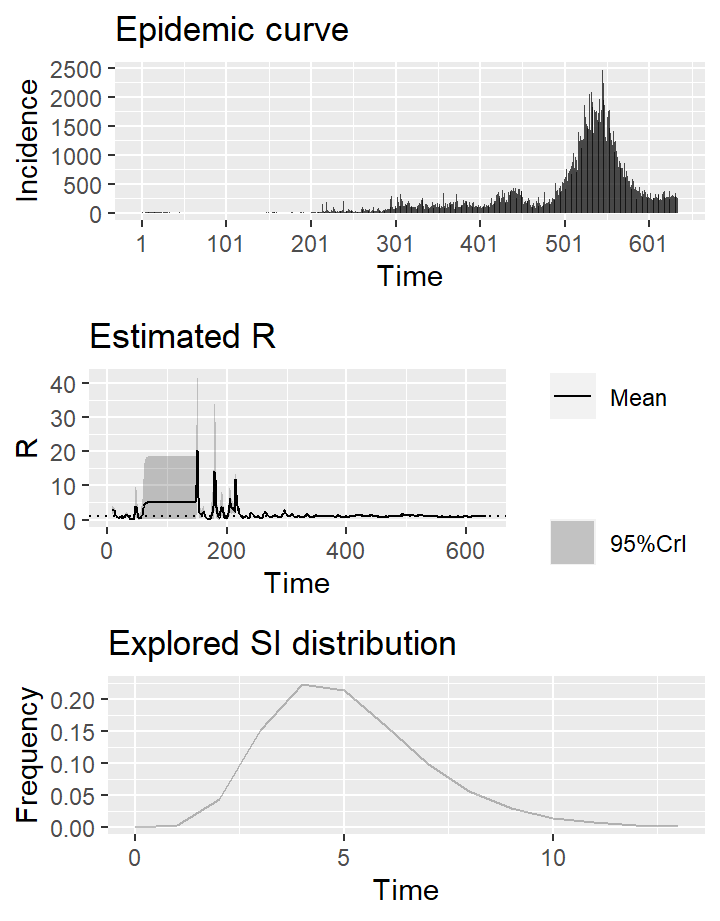 Epidemic curve
Incidence
2500
2000
1500
1000
500
0
1 101 201 301 401 501 601
Time
Estimated R
R
40
30
20
10
0
0 200 400 600
Time
Mean
95%CrI
Explored SI distribution
Frequency
0.20
0.15
0.10
0.05
0.00
0 5 10
Time